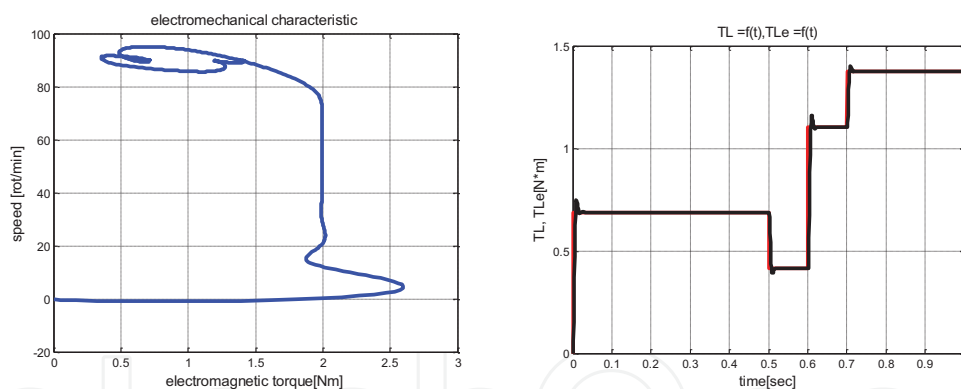 electromechanical characteristic
100
80
60
40
20
0
-20
speed [rot/min]
0 0.5 1 1.5 2 2.5 3
electromagnetic torque[Nm]
TL =f(t),TLe =f(t)
1.5
1
0.5
0
TL, TLe[N*m]
0 0.1 0.2 0.3 0.4 0.5 0.6 0.7 0.8 0.9
time[sec]